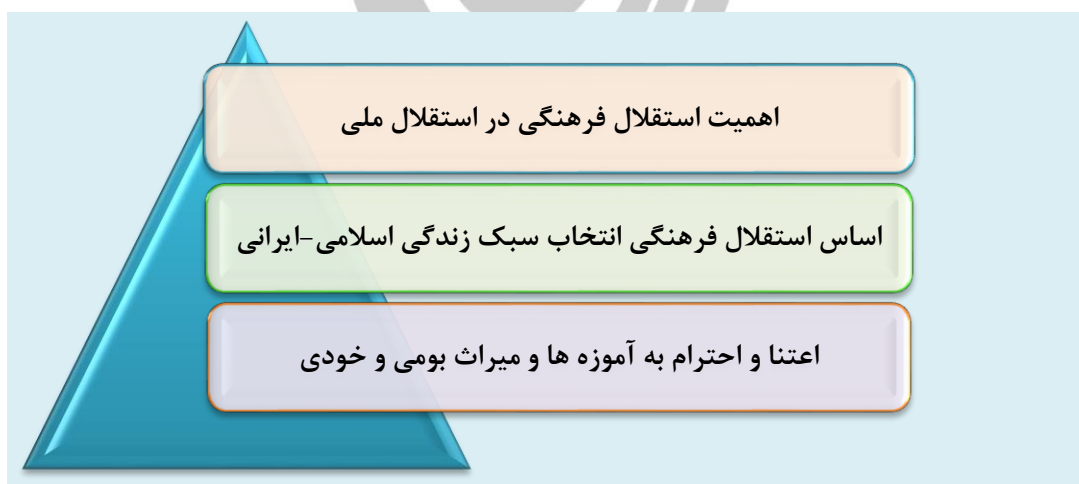 اهمیت استقلال فرهنگی در استقلال ملی
اساس استقلال فرهنگی انتخاب سبک زندگی اسلامی-ایرانی
اعتنا و احترام به آموزه ها و میراث بومی و خودی